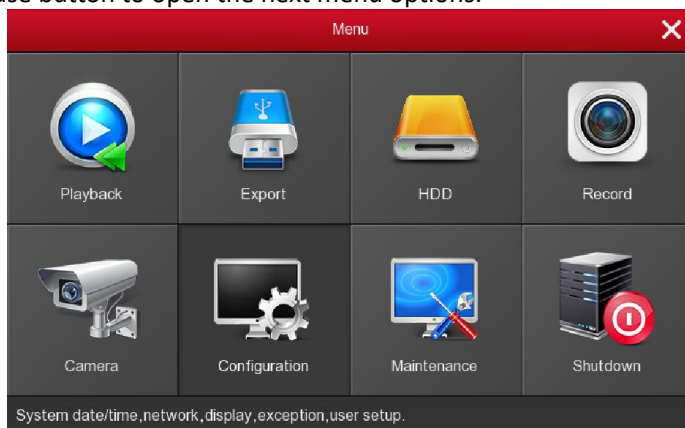 use button to open the next menu options.
Menu
Playback Export HDD Record
Camera Configuration Maintenance Shutdown
System date/time,network,display,exception,user setup.